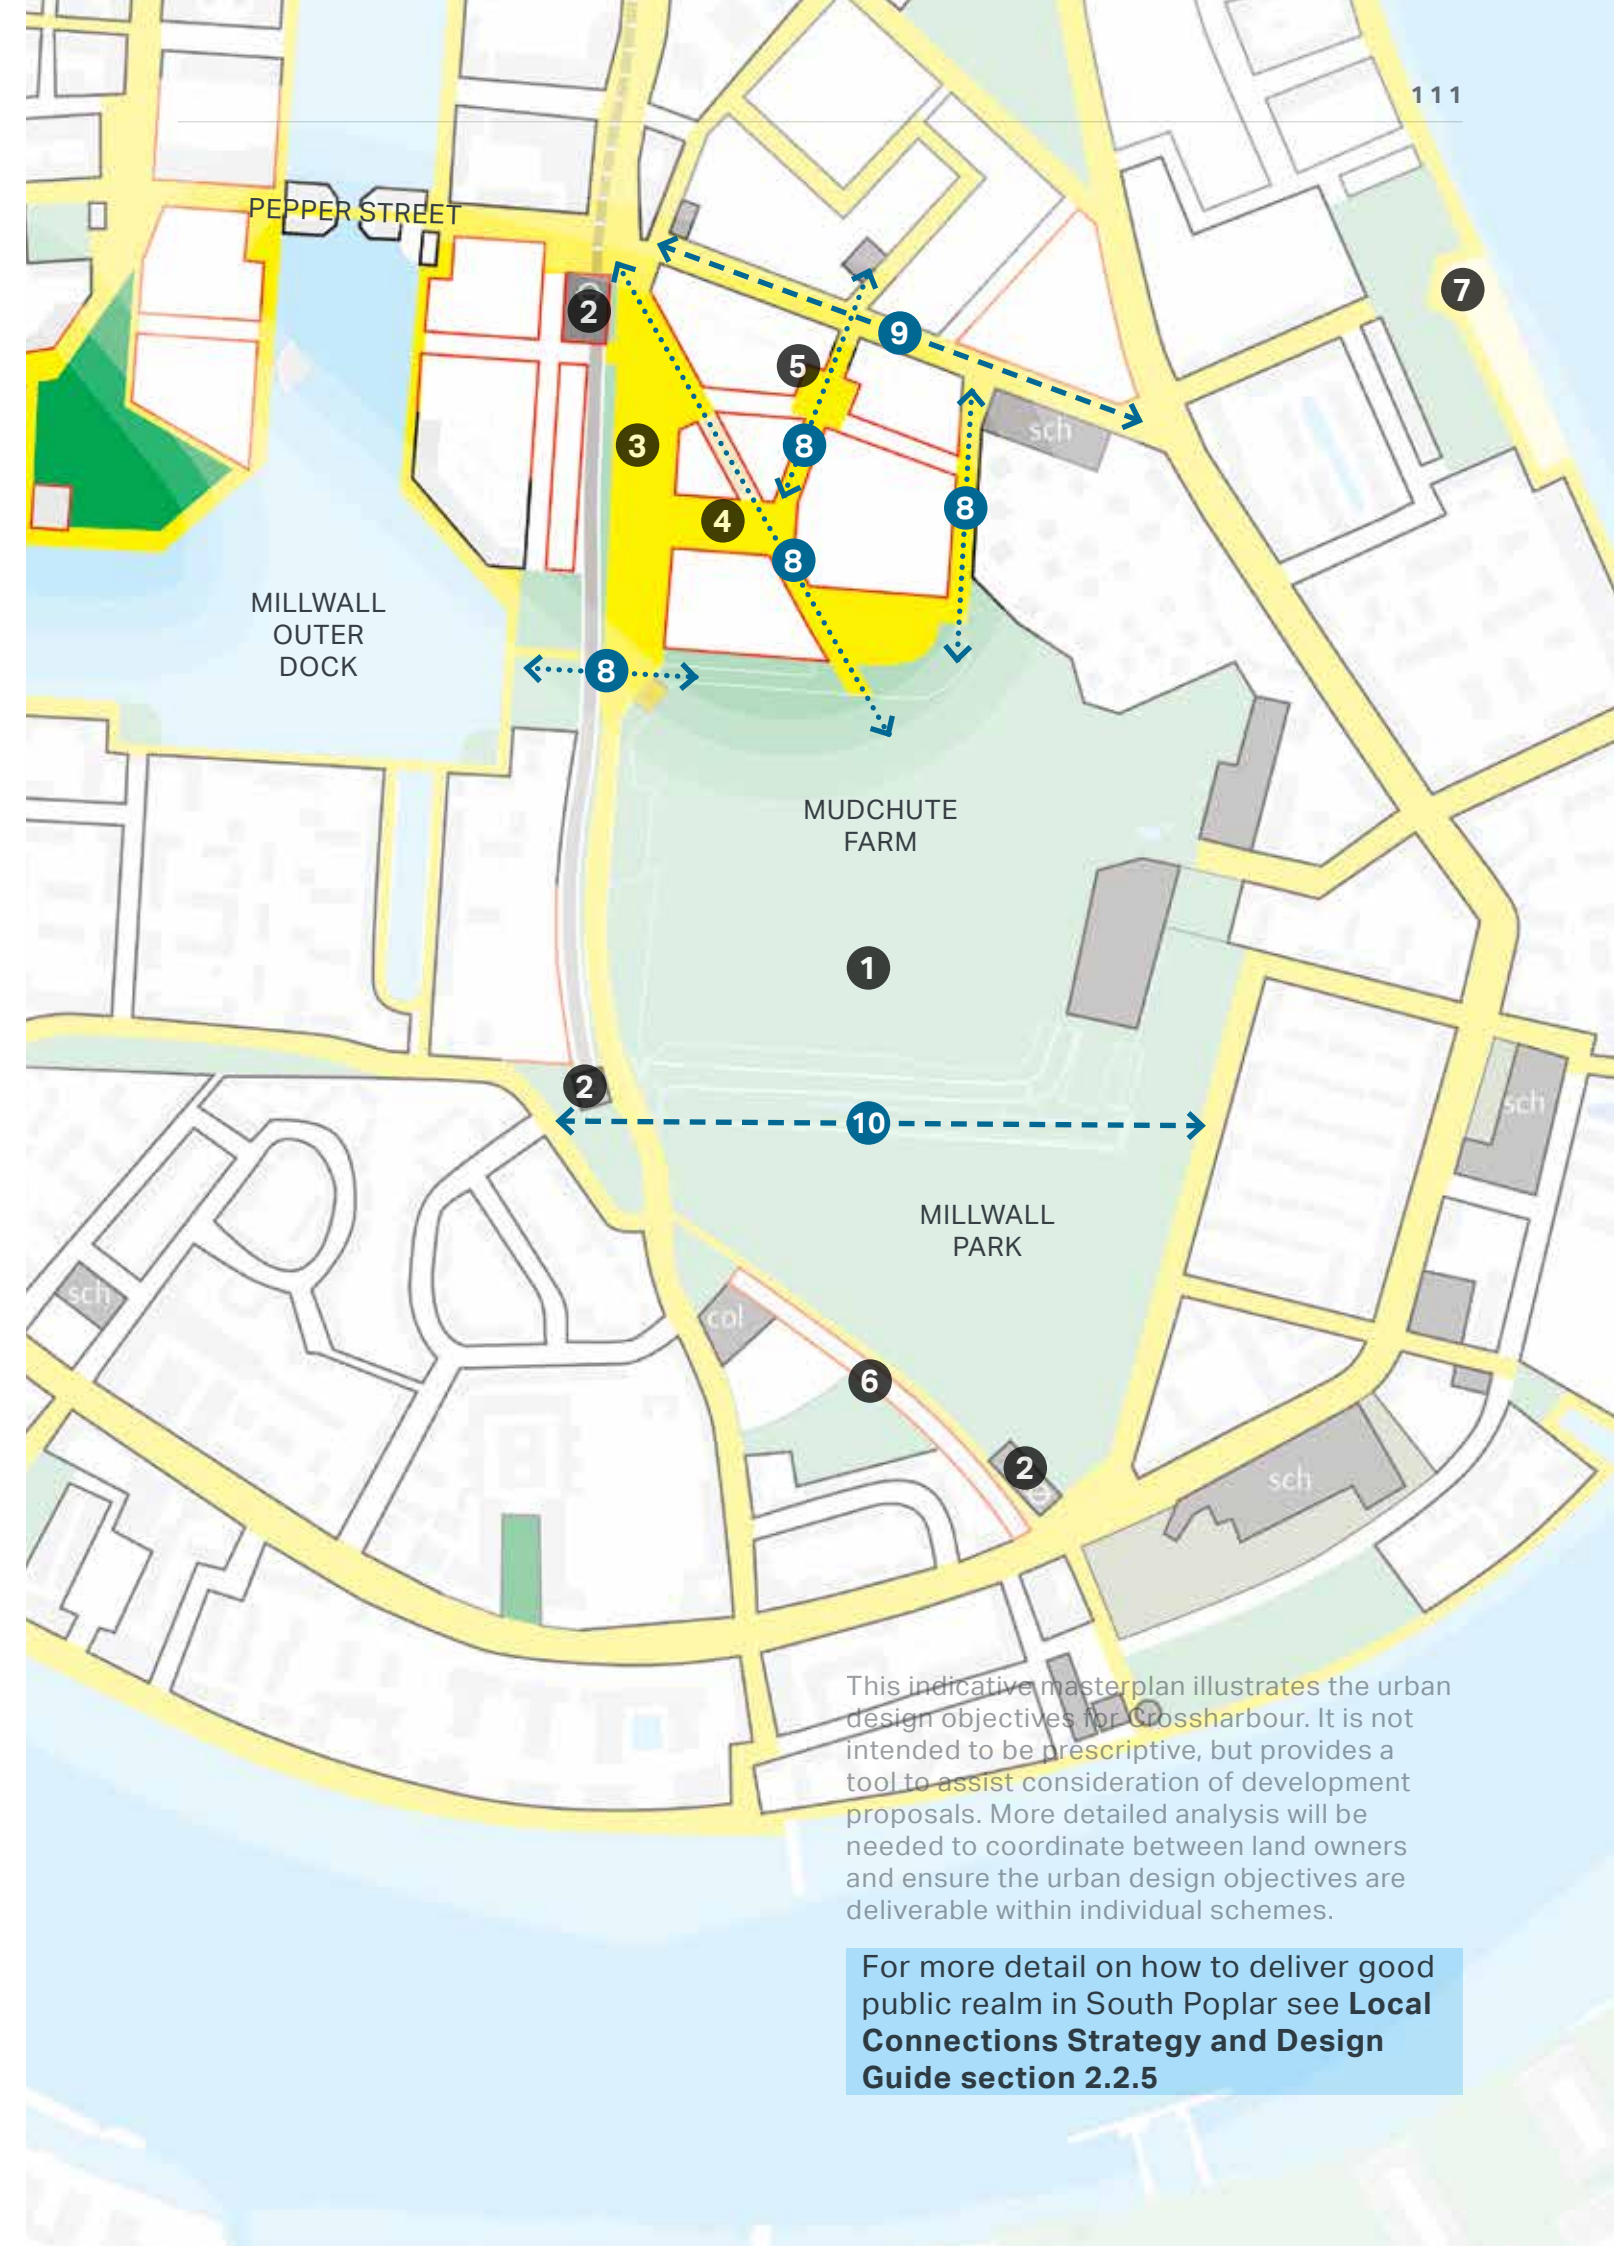 111
PEPPER STREET
7
2
9
5
sch
3
8
8
4
8
MILLWALL
OUTER
DOCK
8
MUDCHUTE
FARM
1
2
10
sch
MILLWALL
PARK
sch
col
6
2
sch
This indicative masterplan illustrates the urban
design objectives for Crossharbour. It is not
intended to be prescriptive, but provides a
tool to assist consideration of development
proposals. More detailed analysis will be
needed to coordinate between land owners
and ensure the urban design objectives are
deliverable within individual schemes.
For more detail on how to deliver good
public realm in South Poplar see Local
Connections Strategy and Design
Guide section 2.2.5